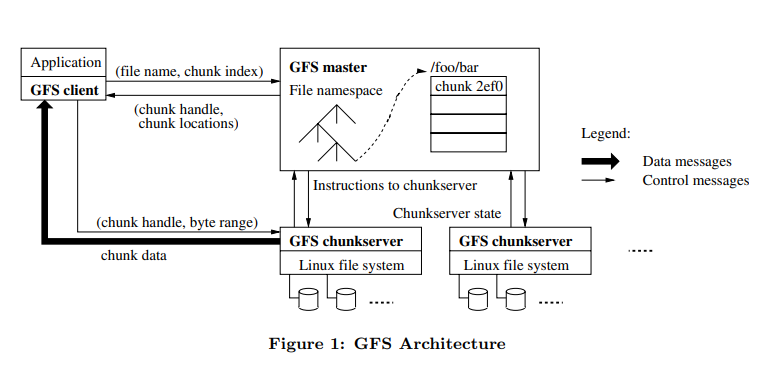 Application
GFS client
(file name, chunk index)
(chunk handle,
chunk locations)
GFS master
File namespace
/foo/bar
chunk 2ef0
Legend:
Data messages
Control messages
Instructions to chunkserver
Chunkserver state
(chunk handle, byte range)
chunk data
GFS chunkserver
Linux file system
GFS chunkserver
Linux file system
Figure 1: GFS Architecture